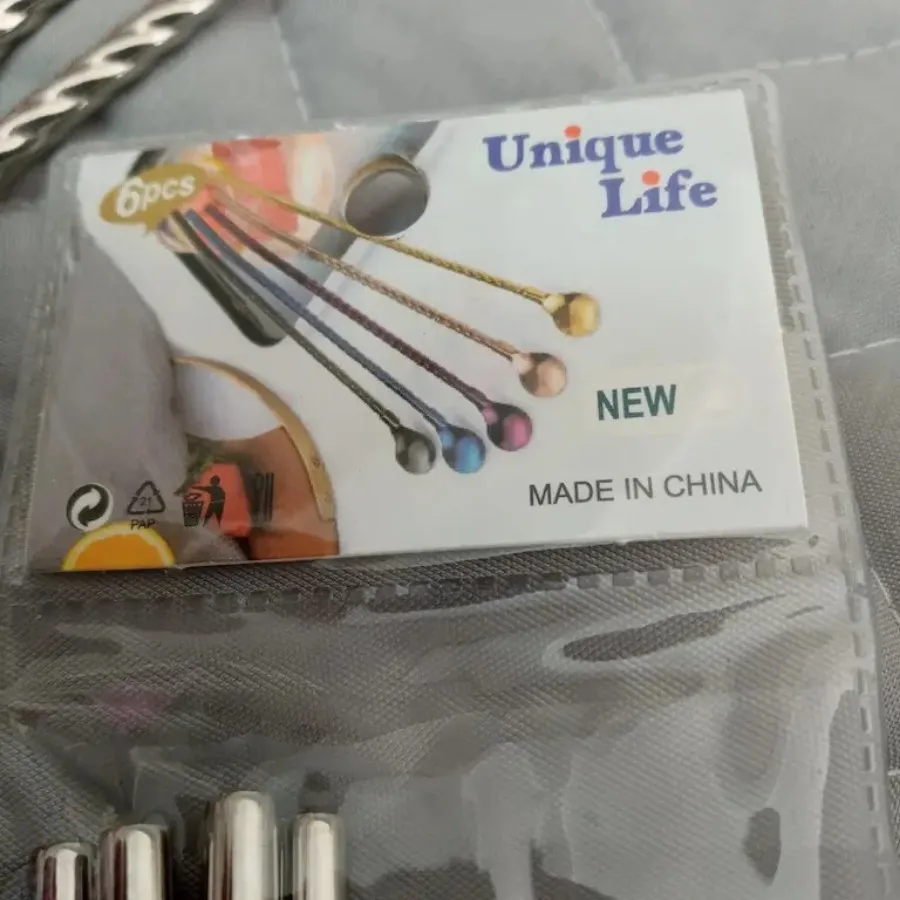 6pcs
Unique
Life
NEW
MADE IN CHINA
21
PAP